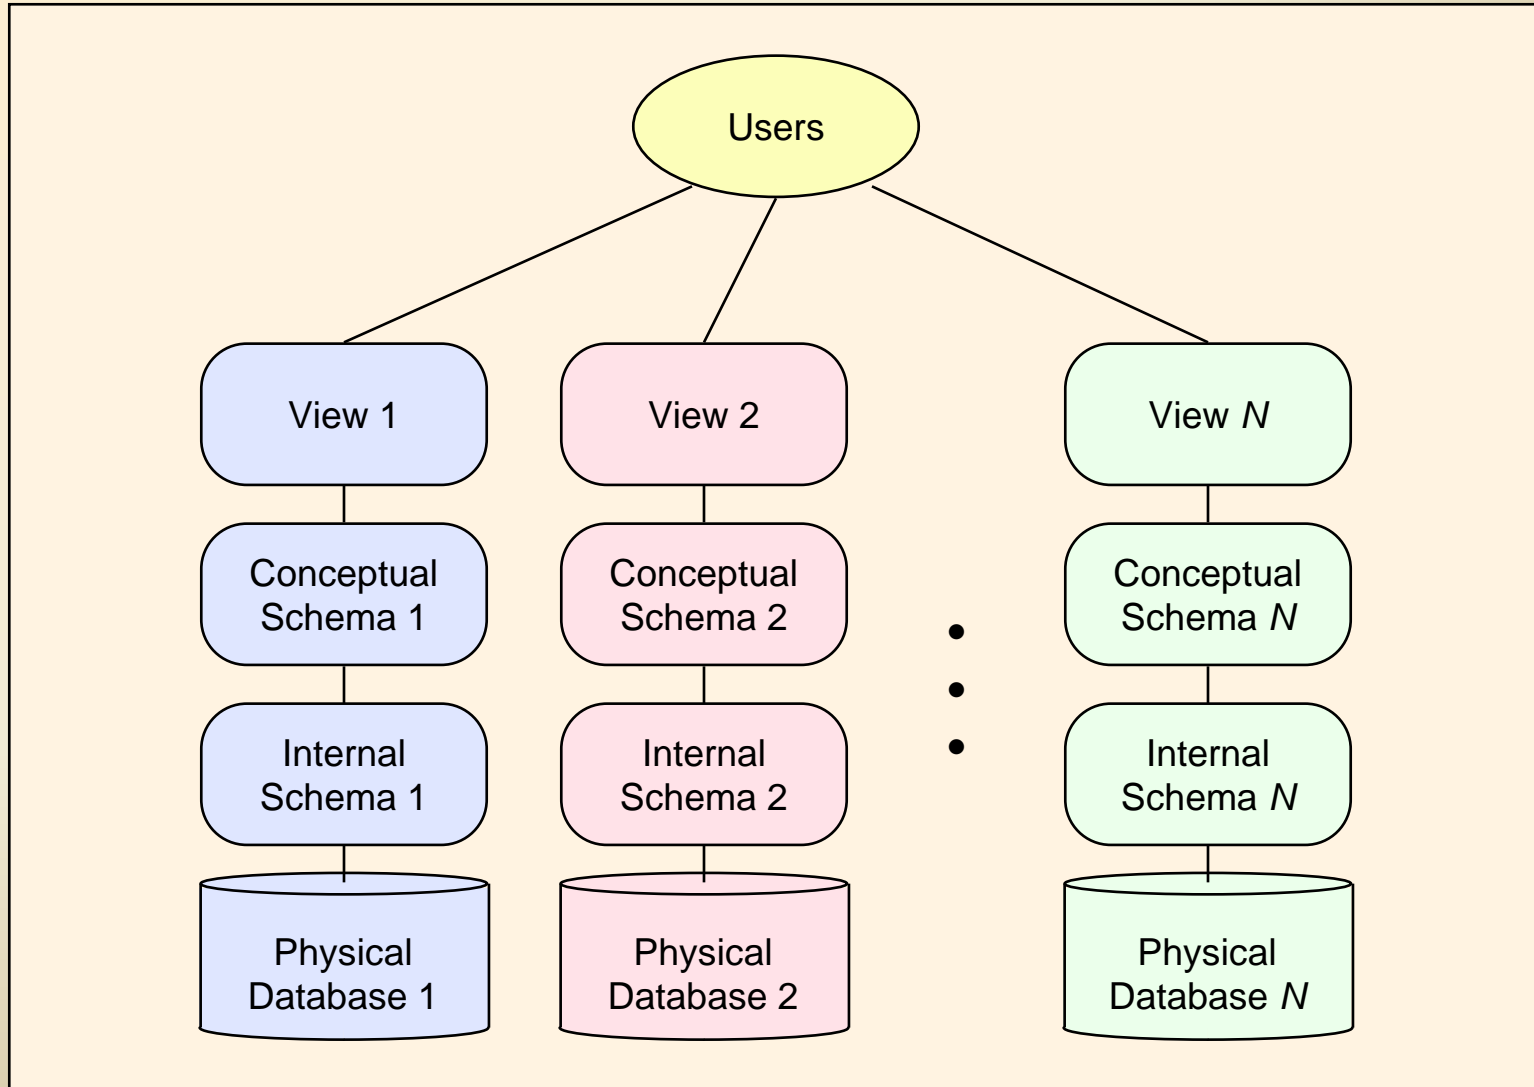 Users
View 1
View 2
View N
Conceptual
Schema 1
Conceptual
Schema 2
Conceptual
Schema N
Internal
Schema 1
Internal
Schema 2
Internal
Schema N
Physical
Database 1
Physical
Database 2
Physical
Database N